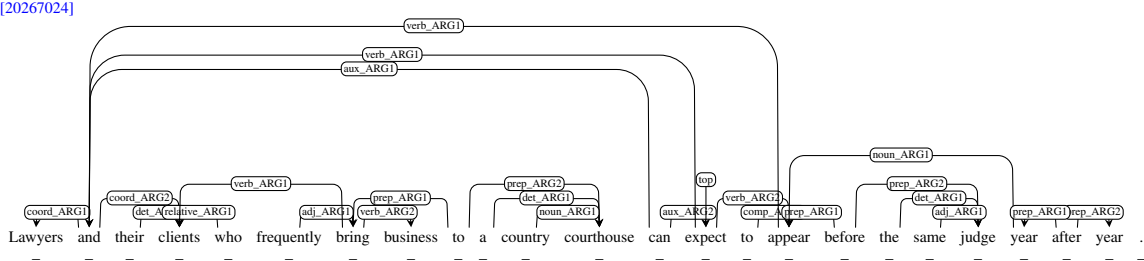 [20267024]
verb_ARG1
verb_ARG1
aux_ARG1
noun_ARG1
top
verb_ARG1 prep_ARG2 prep_ARG2
coord_ARG2 prep_ARG1 det_ARG1 verb_ARG2 det_ARG1
coord_ARG1 det_A relative_ARG1 adj_ARG1 verb_ARG2 noun_ARG1 aux_ARG2 comp_A prep_ARG1 adj_ARG1 prep_ARG1 rep_ARG2
Lawyers and their clients who frequently bring business to a country courthouse can expect to appear before the same judge year after year .
_ _ _ _ _ _ _ _ _ _ _ _ _ _ _ _ _ _ _ _ _ _ _ _